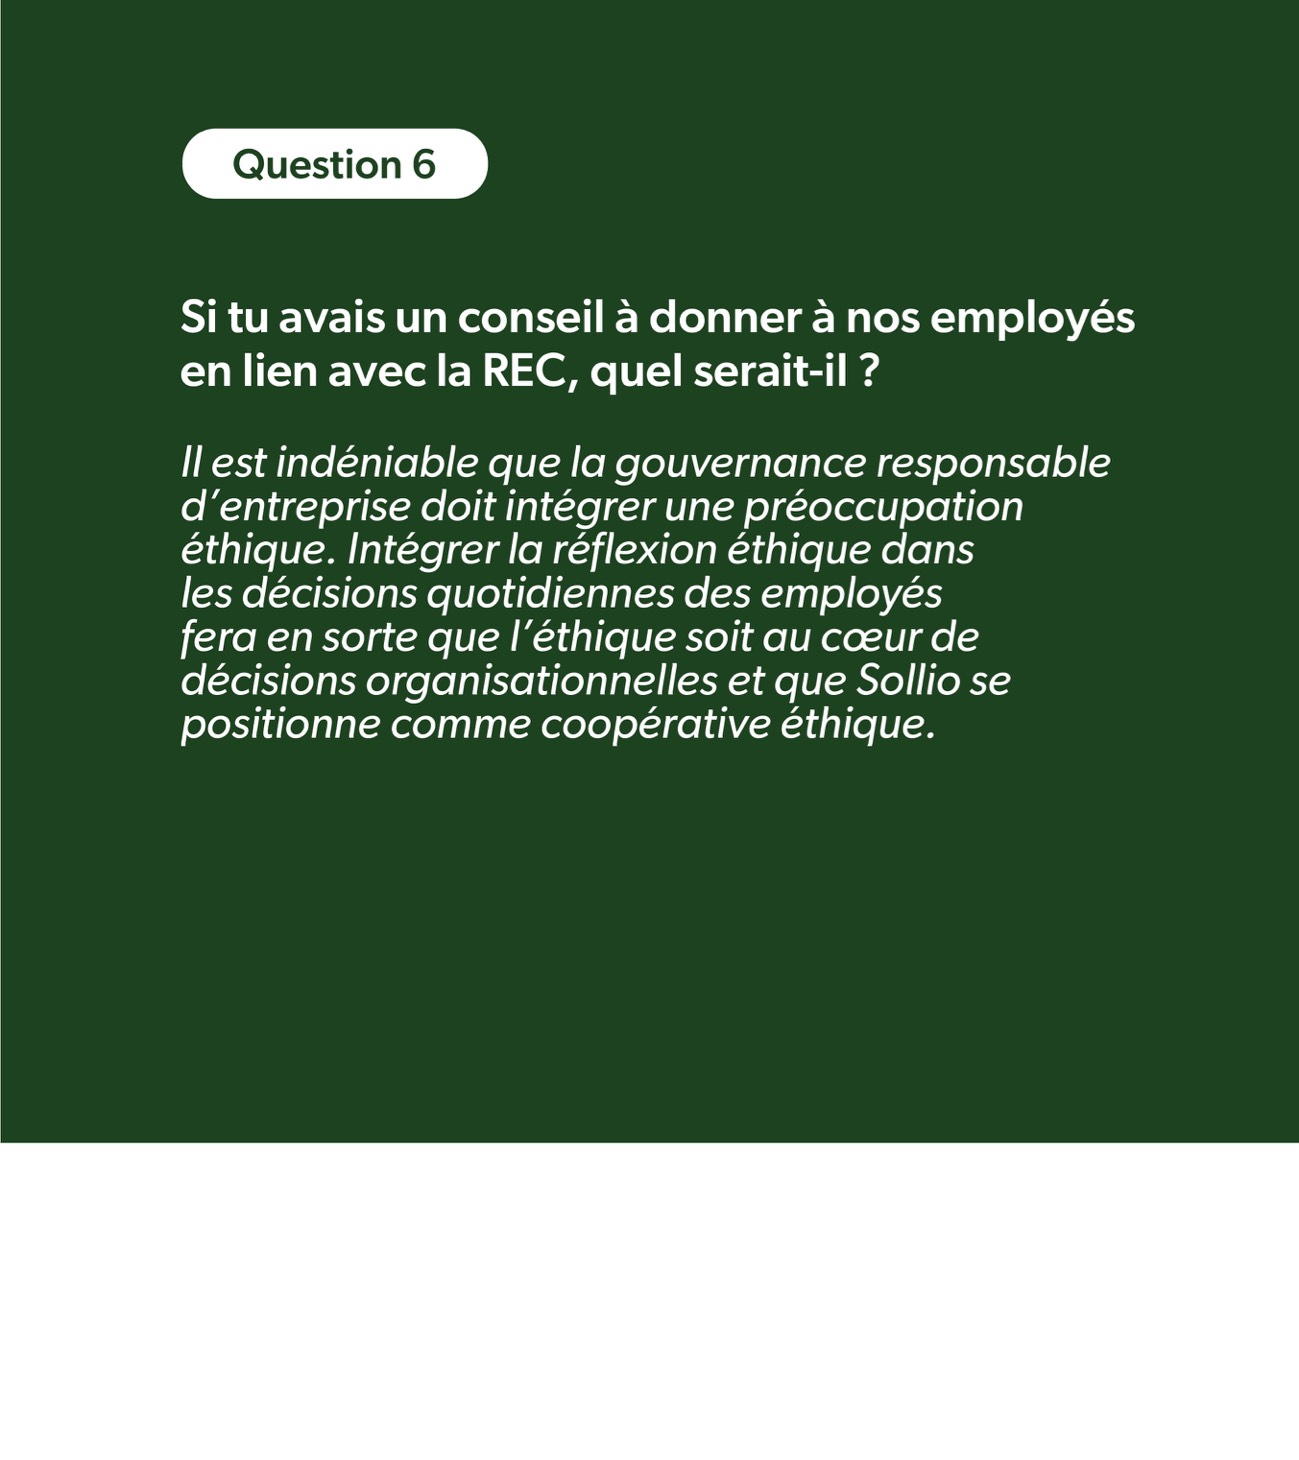 Question 6
Si tu avais un conseil à donner à nos employés
en lien avec la REC, quel serait-il ?
Il est indéniable que la gouvernance responsable
d’entreprise doit intégrer une préoccupation
éthique. Intégrer la réflexion éthique dans
les décisions quotidiennes des employés
fera en sorte que l’éthique soit au cœur de
décisions organisationnelles et que Sollio se
positionne comme coopérative éthique.